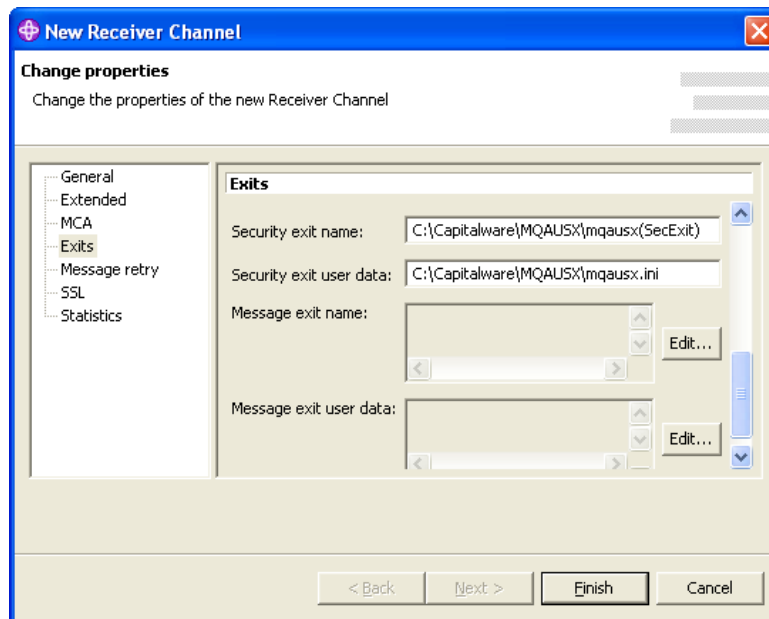 New Receiver Channel
Change properties
Change the properties of the new Receiver Channel
General
Extended
MCA
Exits
Message retry
SSL
Statistics
Exits
Security exit name: C:\Capitalware\MQAUSX\mqausx(SecExit)
Security exit user data: C:\Capitalware\MQAUSX\mqausx.ini
Message exit name:
Edit...
Message exit user data:
Edit...
< Back Next > Finish Cancel